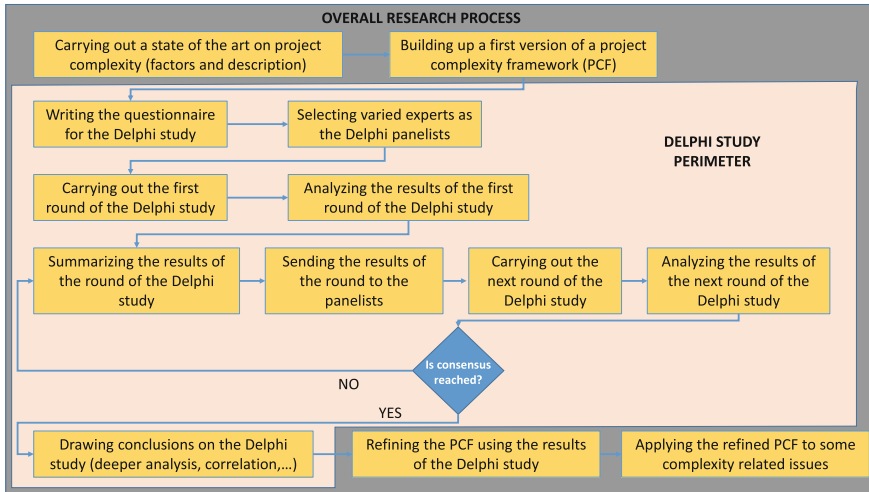 OVERALL RESEARCH PROCESS
Carrying out a state of the art on project
complexity (factors and description)
Building up a first version of a project
complexity framework (PCF)
Writing the questionnaire
for the Delphi study
Selecting varied experts as
the Delphi panelists
DELPHI STUDY
PERIMETER
Carrying out the first
round of the Delphi study
Analyzing the results of the first
round of the Delphi study
Summarizing the results of
the round of the Delphi
study
Sending the results of
the round to the
panelists
Carrying out the
next round of the
Delphi study
Analyzing the results of
the next round of the
Delphi study
Is consensus
reached?
NO
YES
Drawing conclusions on the Delphi
study (deeper analysis, correlation,...)
Refining the PCF using the results
of the Delphi study
Applying the refined PCF to some
complexity related issues